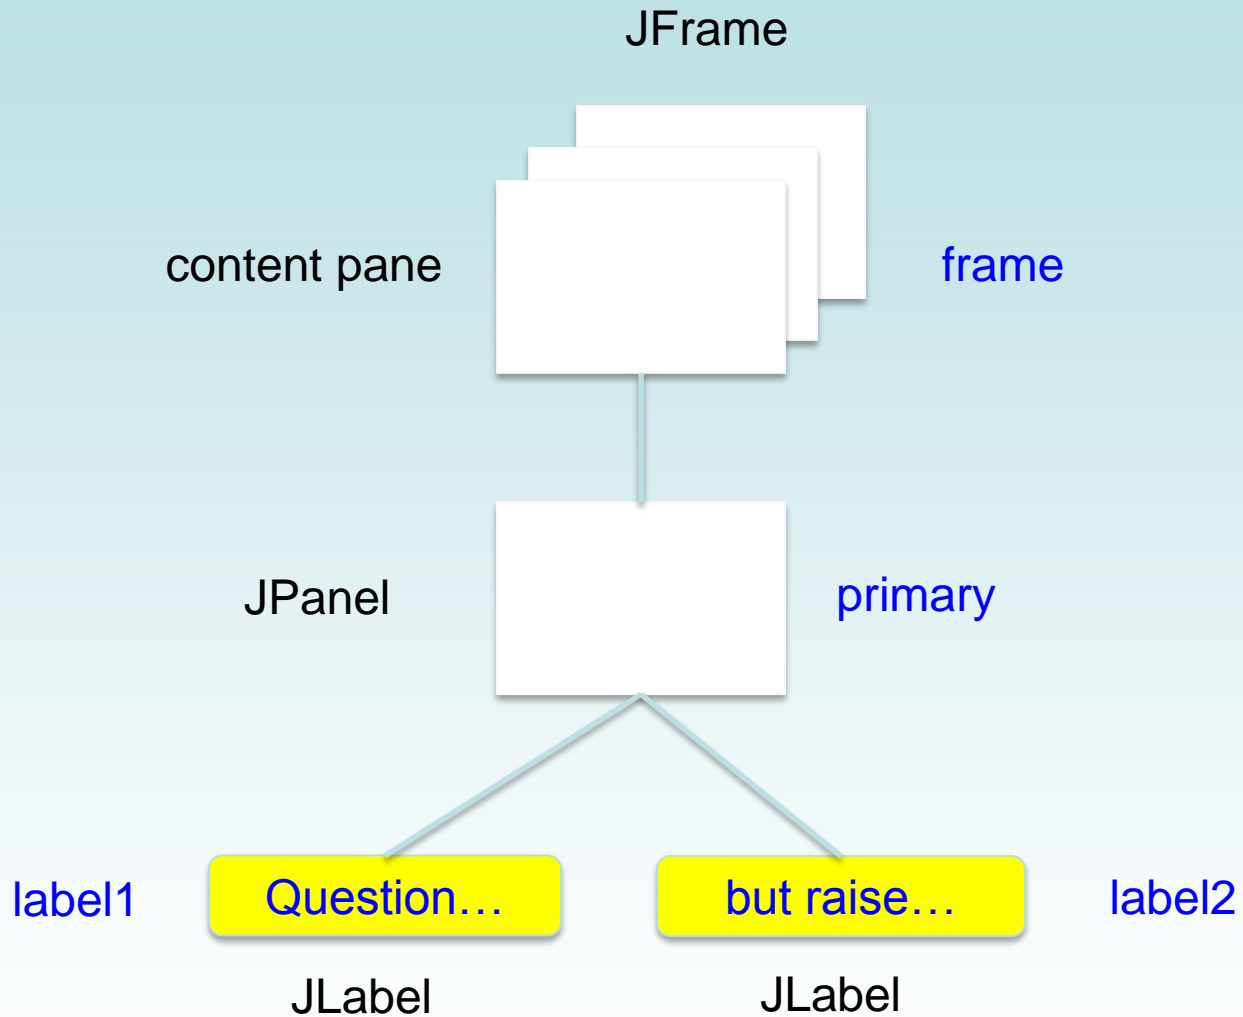 JFrame
content pane
frame
JPanel
primary
label1
Question…
but raise…
label2
JLabel
JLabel